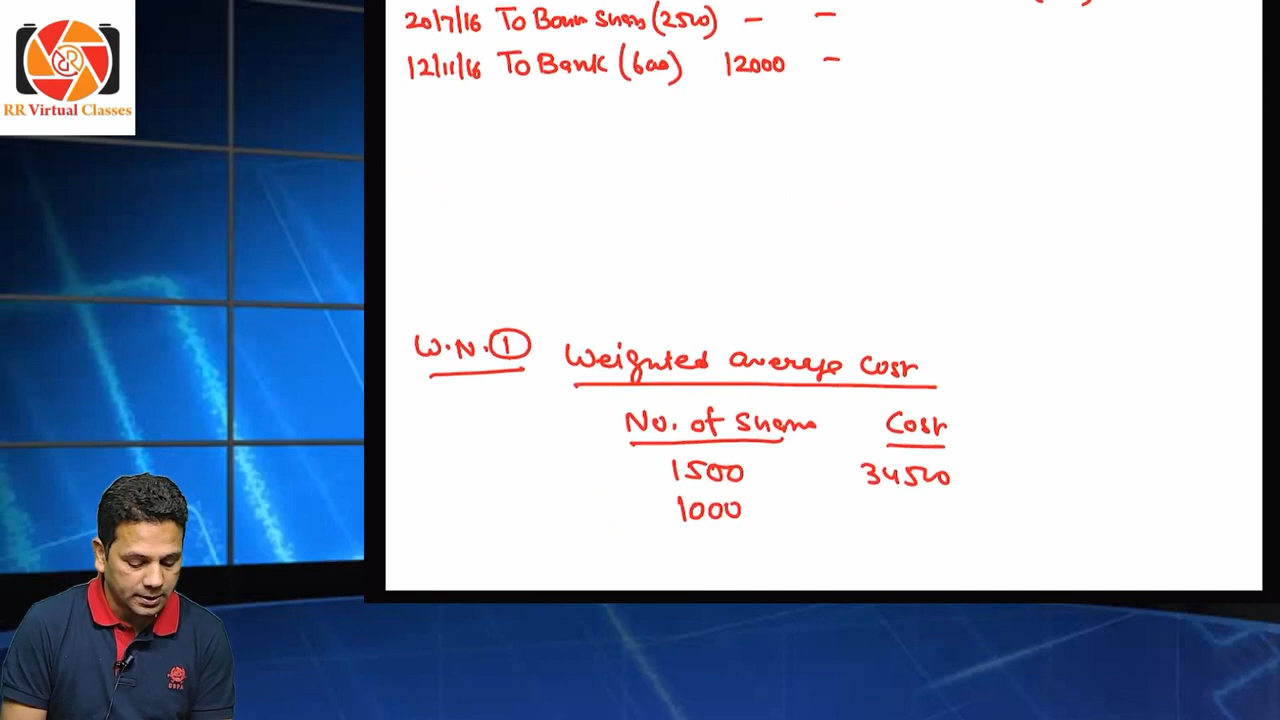 RR Virtual Classes
20/7/16 To Bonus Shares (2500) - -
12/11/16 To Bank (600) 12000 -
W.N. 1 Weighted average cost
No. of Shares Cost
1500 34500
1000